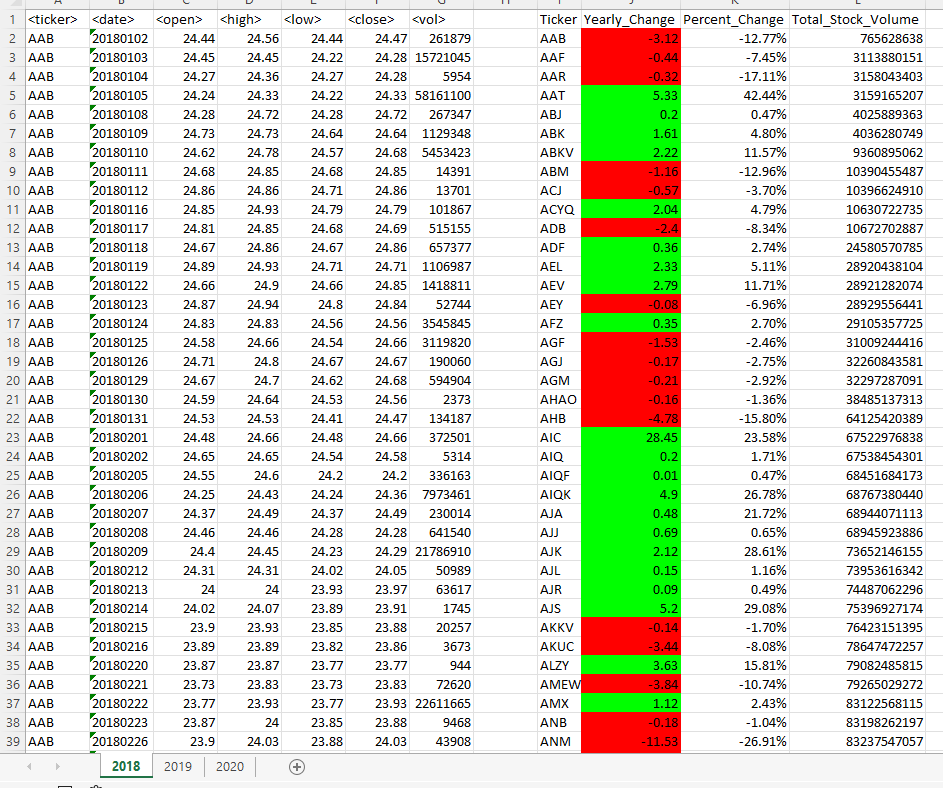 1 <ticker> <date> <open> <high> <low> <close> <vol> Ticker Yearly_Change Percent_Change Total_Stock_Volume
2 AAB 20180102 24.44 24.56 24.44 24.47 261879 AAB -3.12 -12.77% 765628638
3 AAB 20180103 24.45 24.45 24.22 24.28 15721045 AAF -0.44 -7.45% 3113880151
4 AAB 20180104 24.27 24.36 24.27 24.28 5954 AAR -0.32 -17.11% 3158043403
5 AAB 20180105 24.24 24.33 24.22 24.33 58161100 AAT 5.33 42.44% 3159165207
6 AAB 20180108 24.28 24.72 24.28 24.72 267347 ABJ 0.2 0.47% 4025889363
7 AAB 20180109 24.73 24.73 24.64 24.64 1129348 ABK 1.61 4.80% 4036280749
8 AAB 20180110 24.62 24.78 24.57 24.68 5453423 ABKV 2.22 11.57% 9360895062
9 AAB 20180111 24.68 24.85 24.68 24.85 14391 ABM -1.16 -12.96% 10390455487
10 AAB 20180112 24.86 24.86 24.71 24.86 13701 ACJ -0.57 -3.70% 10396624910
11 AAB 20180116 24.85 24.93 24.79 24.79 101867 ACYQ 2.04 4.79% 10630722735
12 AAB 20180117 24.81 24.85 24.68 24.69 515155 ADB -2.4 -8.34% 10672702887
13 AAB 20180118 24.67 24.86 24.67 24.86 657377 ADF 0.36 2.74% 24580570785
14 AAB 20180119 24.89 24.93 24.71 24.71 1106987 AEL 2.33 5.11% 28920438104
15 AAB 20180122 24.66 24.9 24.66 24.85 1418811 AEV 2.79 11.71% 28921282074
16 AAB 20180123 24.87 24.94 24.8 24.84 52744 AEY -0.08 -6.96% 28929556441
17 AAB 20180124 24.83 24.83 24.56 24.56 3545845 AFZ 0.35 2.70% 29105357725
18 AAB 20180125 24.58 24.66 24.54 24.66 3119820 AGF -1.53 -2.46% 31009244416
19 AAB 20180126 24.71 24.8 24.67 24.67 190060 AGJ -0.17 -2.75% 32260843581
20 AAB 20180129 24.67 24.7 24.62 24.68 594904 AGM -0.21 -2.92% 32297287091
21 AAB 20180130 24.59 24.64 24.53 24.56 2373 AHAO -0.16 -1.36% 38485137313
22 AAB 20180131 24.53 24.53 24.41 24.47 134187 AHB -4.78 -15.80% 64125420389
23 AAB 20180201 24.48 24.66 24.48 24.66 372501 AIC 28.45 23.58% 67522976838
24 AAB 20180202 24.65 24.65 24.54 24.58 5314 AIQ 0.2 1.71% 67538454301
25 AAB 20180205 24.55 24.6 24.2 24.2 336163 AIQF 0.01 0.47% 68451684173
26 AAB 20180206 24.25 24.43 24.24 24.36 7973461 AIQK 4.9 26.78% 68767380440
27 AAB 20180207 24.37 24.49 24.37 24.49 230014 AJA 0.48 21.72% 68944071113
28 AAB 20180208 24.46 24.46 24.28 24.28 641540 AJJ 0.69 0.65% 68945923886
29 AAB 20180209 24.4 24.45 24.23 24.29 21786910 AJK 2.12 28.61% 73652146155
30 AAB 20180212 24.31 24.31 24.02 24.05 50989 AJL 0.15 1.16% 73953616342
31 AAB 20180213 24 24 23.93 23.97 63617 AJR 0.09 0.49% 74487062296
32 AAB 20180214 24.02 24.07 23.89 23.91 1745 AJS 5.2 29.08% 75396927174
33 AAB 20180215 23.9 23.93 23.85 23.88 20257 AKKV -0.14 -1.70% 76423151395
34 AAB 20180216 23.89 23.89 23.82 23.86 3673 AKUC -3.44 -8.08% 78647472257
35 AAB 20180220 23.87 23.87 23.77 23.77 944 ALZY 3.63 15.81% 79082485815
36 AAB 20180221 23.73 23.83 23.73 23.83 72620 AMEW -3.84 -10.74% 79265029272
37 AAB 20180222 23.77 23.93 23.77 23.93 22611665 AMX 1.12 2.43% 83122568115
38 AAB 20180223 23.87 24 23.85 23.88 9468 ANB -0.18 -1.04% 83198262197
39 AAB 20180226 23.9 24.03 23.88 24.03 43908 ANM -11.53 -26.91% 83237547057
2018 2019 2020